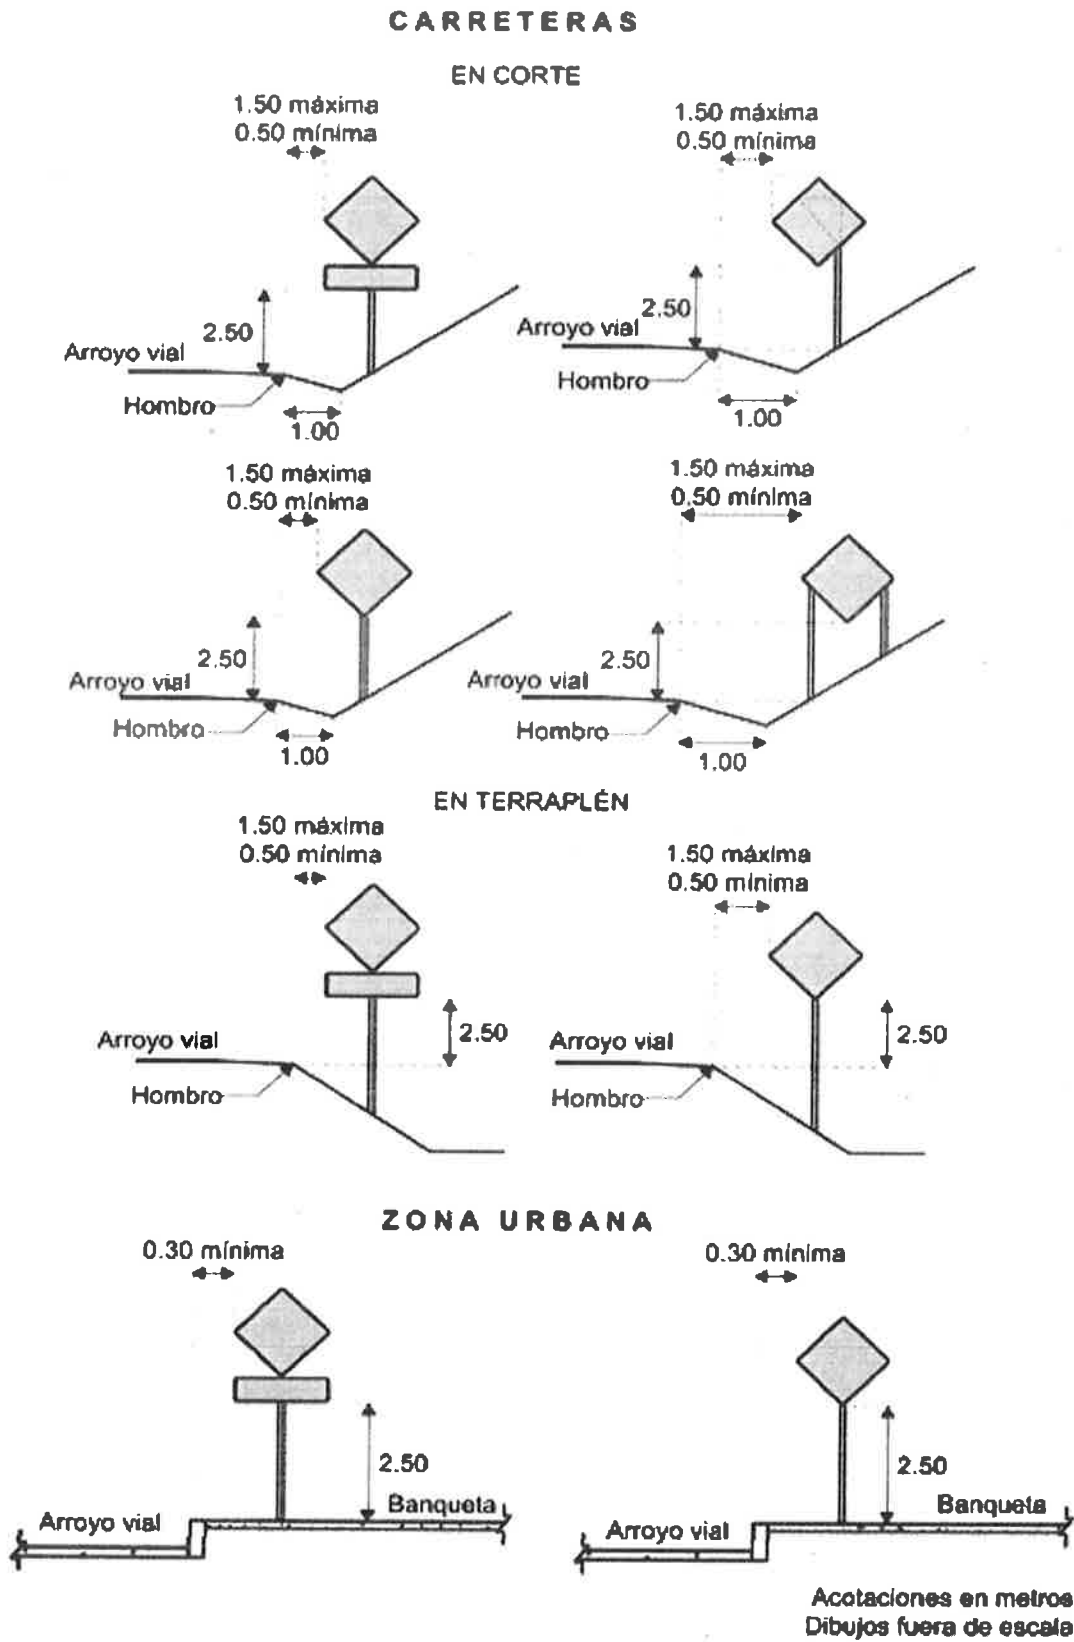 CARRETERAS
EN CORTE
1.50 máxima
0.50 mínima
2.50
Arroyo vial
Hombro
1.00
1.50 máxima
0.50 mínima
2.50
Arroyo vial
Hombro
1.00
1.50 máxima
0.50 mínima
2.50
Arroyo vial
Hombro
1.00
1.50 máxima
0.50 mínima
2.50
Arroyo vial
Hombro
1.00
EN TERRAPLÉN
1.50 máxima
0.50 mínima
2.50
Arroyo vial
Hombro
1.50 máxima
0.50 mínima
2.50
Arroyo vial
Hombro
ZONA URBANA
0.30 mínima
2.50
Banqueta
Arroyo vial
0.30 mínima
2.50
Banqueta
Arroyo vial
Acotaciones en metros
Dibujos fuera de escala